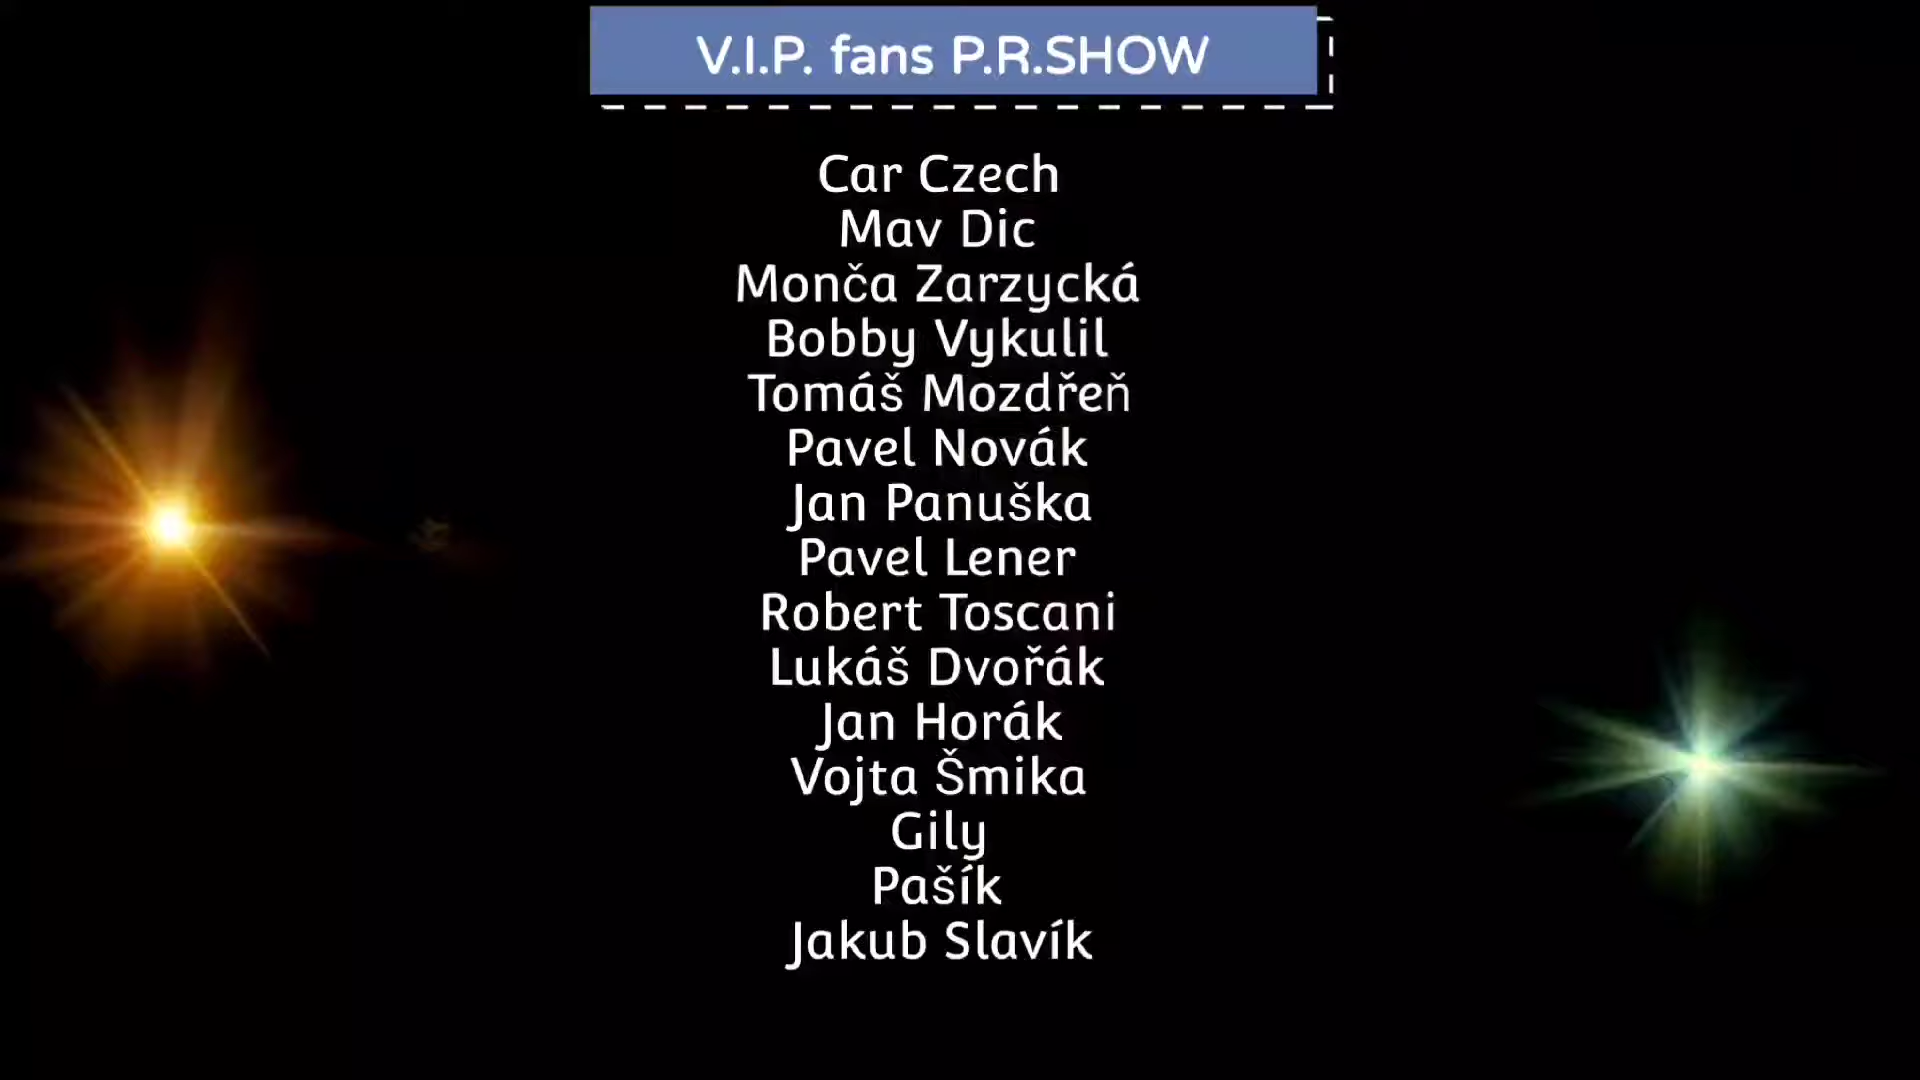 V.I.P. fans P.R.SHOW
Car Czech
Mav Dic
Monča Zarzycká
Bobby Vykulil
Tomáš Mozdřeň
Pavel Novák
Jan Panuška
Pavel Lener
Robert Toscani
Lukáš Dvořák
Jan Horák
Vojta Šmika
Gily
Pašík
Jakub Slavík